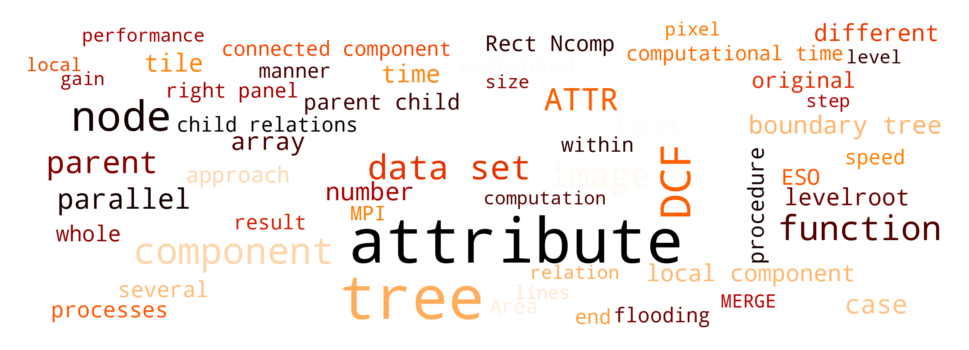 performance
pixel
different
connected component
Rect Ncomp
computational time
level
local
tile
gain
manner
time
size
original
right panel
parent child
ATTR
step
node
child relations
array
boundary tree
within
parent
data set
DCF
procedure
speed
approach
image
ESO
parallel
number
computation
levelroot
MPI
whole
result
component
attribute
function
relation
local component
several
tree
lines
Area
MERGE
processes
end
flooding
case